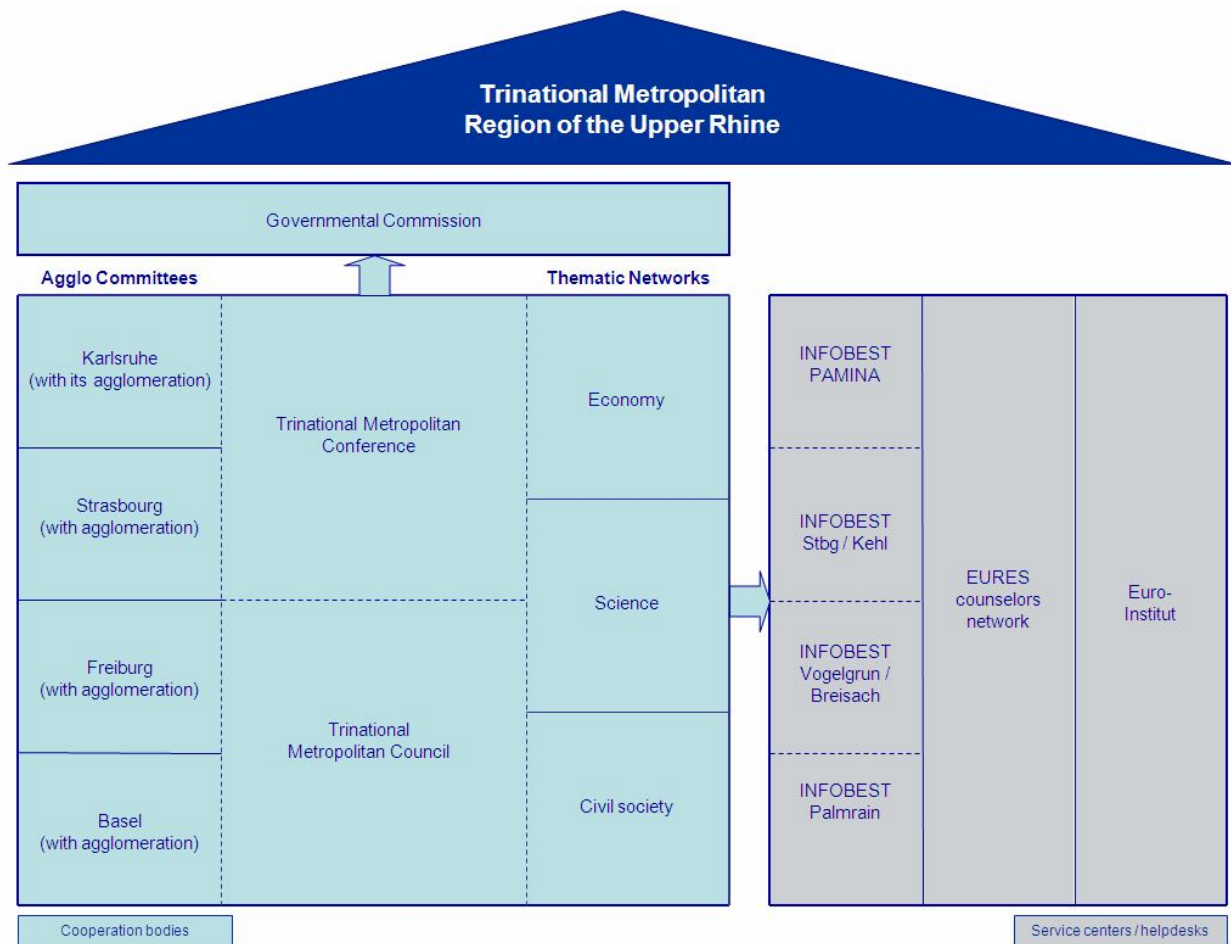 Trinational Metropolitan
Region of the Upper Rhine
Governmental Commission
Agglo Committees
Thematic Networks
Karlsruhe
(with its agglomeration)
Strasbourg
(with agglomeration)
Freiburg
(with agglomeration)
Basel
(with agglomeration)
Trinational Metropolitan
Conference
Trinational
Metropolitan Council
Economy
Science
Civil society
INFOBEST
PAMINA
INFOBEST
Stbg / Kehl
INFOBEST
Vogelgrun /
Breisach
INFOBEST
Palmrain
EURES
counselors
network
Euro-
Institut
Cooperation bodies
Service centers / helpdesks